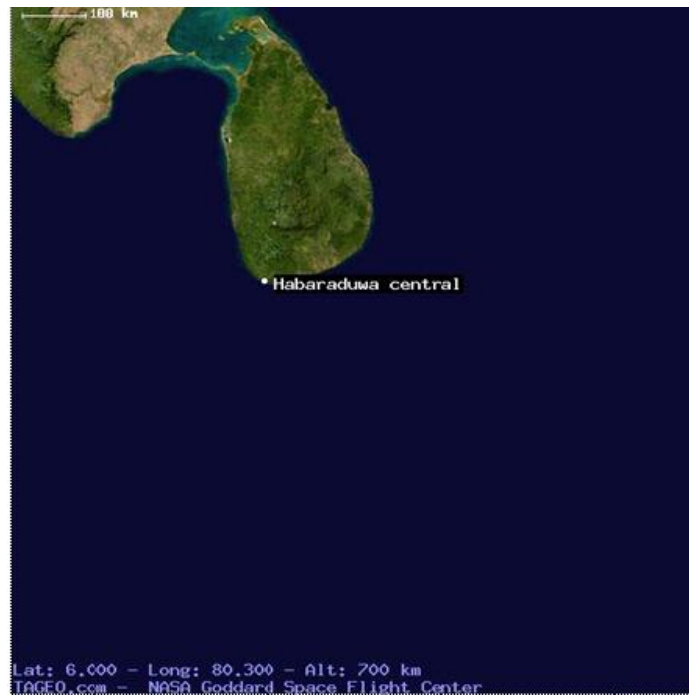 100 km
Habaraduwa central
Lat: 6.000 - Long: 80.300 - Alt: 700 km
TAGEO.com - NASA Goddard Space Flight Center